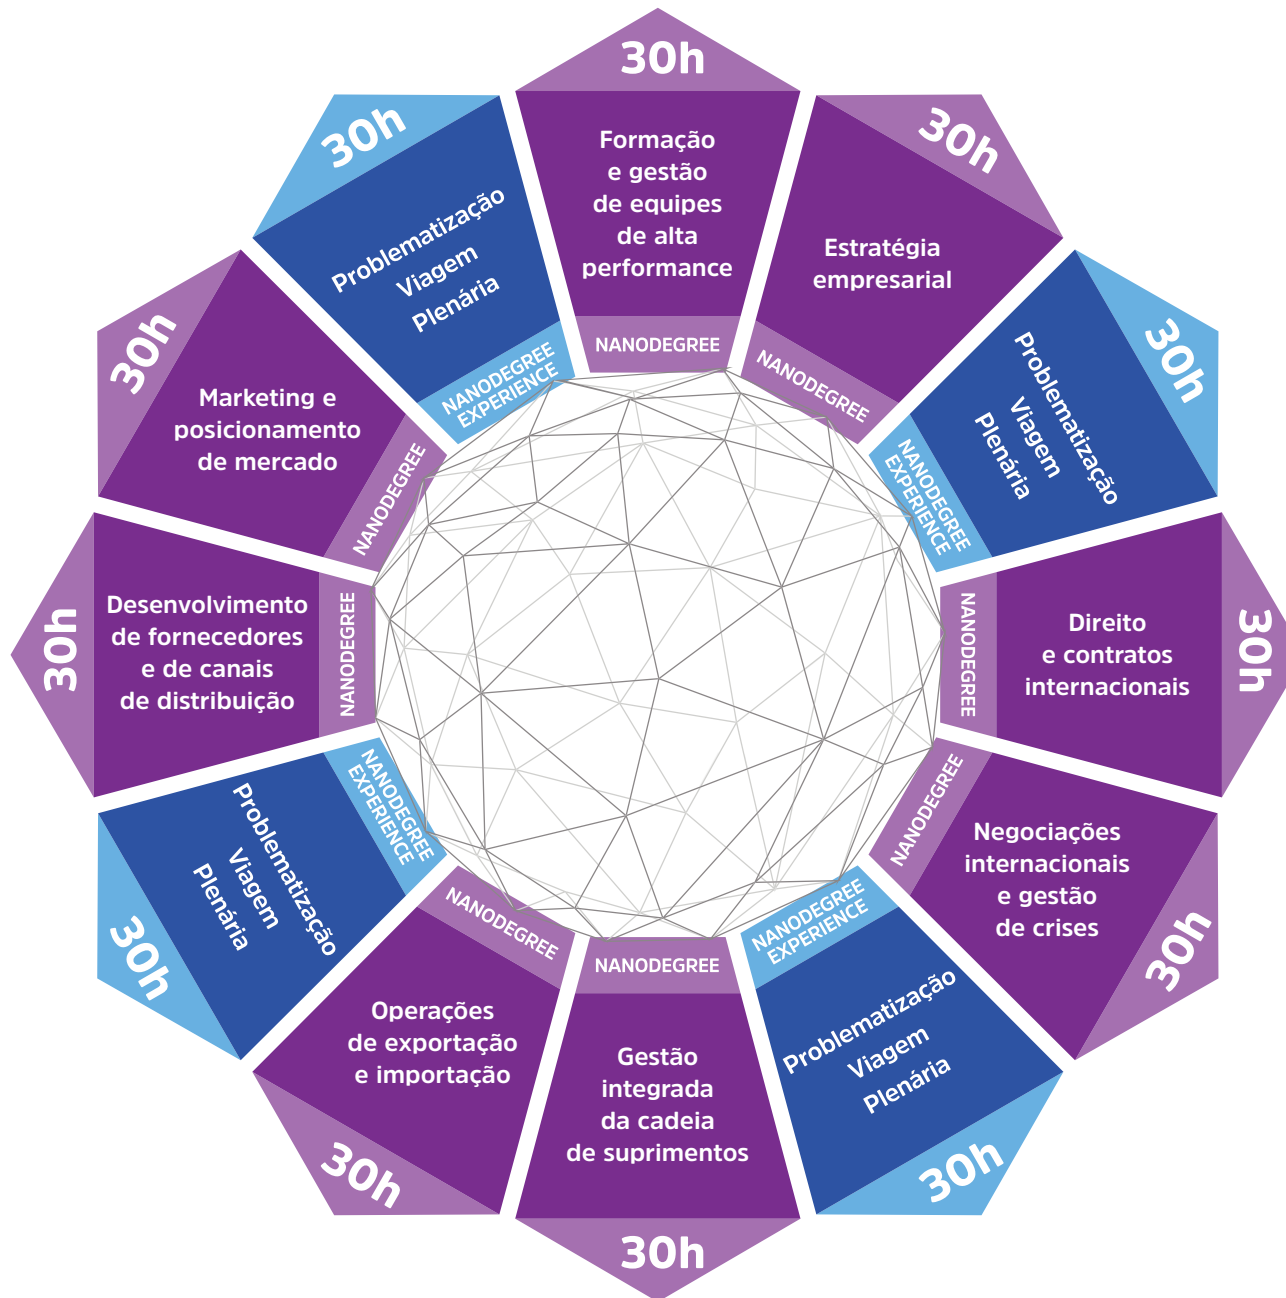 30h
Formação
e gestão
de equipes
de alta
performance
NANODEGREE
30h
Estratégia
empresarial
NANODEGREE
30h
Problematização
Viagem
Plenária
NANODEGREE
EXPERIENCE
30h
Direito
e contratos
internacionais
NANODEGREE
30h
Negociações
internacionais
e gestão
de crises
NANODEGREE
30h
Problematização
Viagem
Plenária
NANODEGREE
EXPERIENCE
30h
Gestão
integrada
da cadeia
de suprimentos
NANODEGREE
30h
Operações
de exportação
e importação
NANODEGREE
30h
Problematização
Viagem
Plenária
NANODEGREE
EXPERIENCE
30h
Desenvolvimento
de fornecedores
e de canais
de distribuição
NANODEGREE
30h
Marketing e
posicionamento
de mercado
NANODEGREE
30h
Problematização
Viagem
Plenária
NANODEGREE
EXPERIENCE